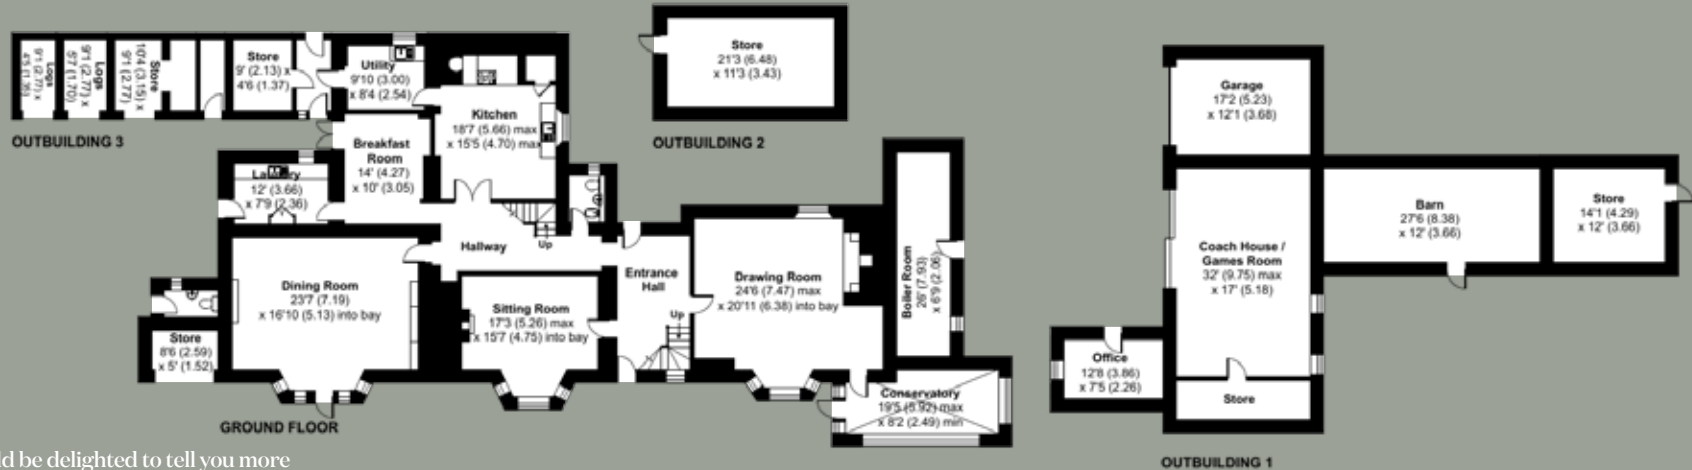 Logs
9'1 (2.77) x
4'5 (1.35)
Logs
9'1 (2.77) x
5'7 (1.70)
Store
10'4 (3.15) x
9'1 (2.77)
Store
9' (2.13) x
4'6 (1.37)
Utility
9'10 (3.00)
x 8'4 (2.54)
Kitchen
18'7 (5.66) max
x 15'5 (4.70) max
OUTBUILDING 3
Breakfast
Room
14' (4.27)
x 10' (3.05)
12' (3.66)
x 7'9 (2.36)
Up
Hallway
Dining Room
23'7 (7.19)
x 16'10 (5.13) into bay
Sitting Room
17'3 (5.26) max
x 15'7 (4.75) into bay
Entrance
Hall
Up
Drawing Room
24'6 (7.47) max
x 20'11 (6.38) into bay
Boiler Room
26' (7.93)
x 6'9 (2.06)
Store
8'6 (2.59)
x 5' (1.52)
Conservatory
19'5 (5.92) max
x 8'2 (2.49) min
GROUND FLOOR
Store
21'3 (6.48)
x 11'3 (3.43)
OUTBUILDING 2
Garage
17'2 (5.23)
x 12'1 (3.68)
Coach House /
Games Room
32' (9.75) max
x 17' (5.18)
Barn
27'6 (8.38)
x 12' (3.66)
Store
14'1 (4.29)
x 12' (3.66)
Office
12'8 (3.86)
x 7'5 (2.26)
Store
OUTBUILDING 1
be delighted to tell you more